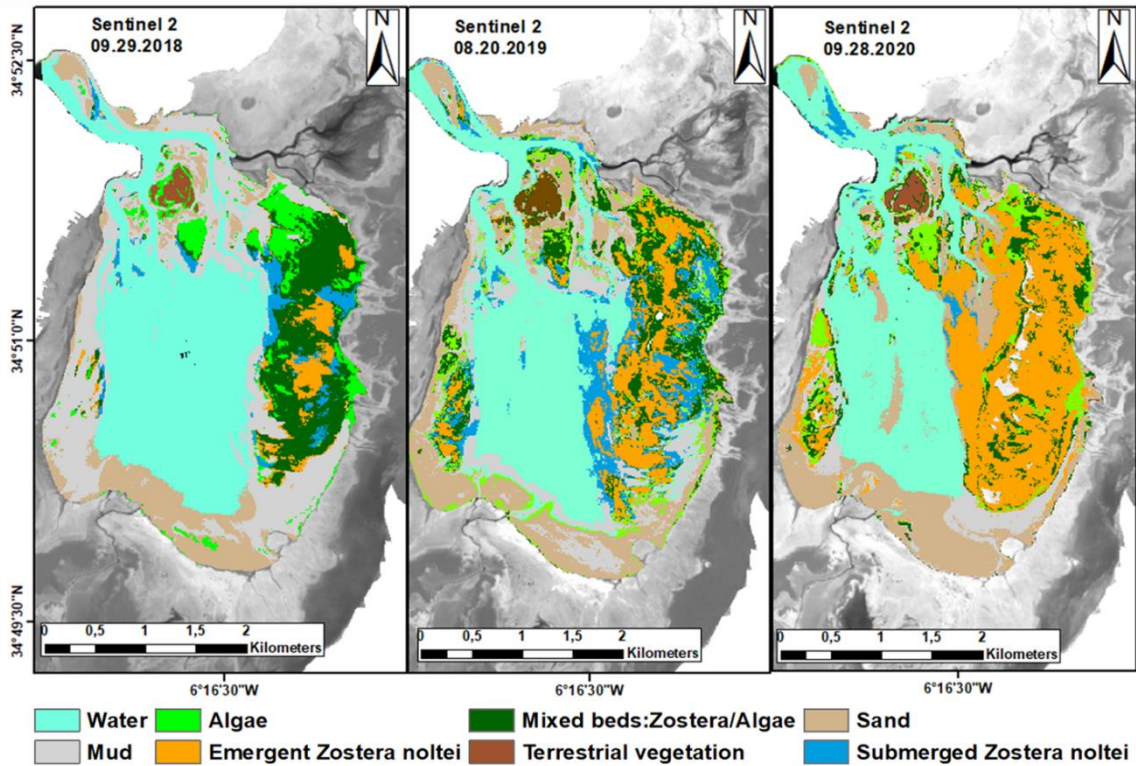 Sentinel 2
09.29.2018
N
Sentinel 2
08.20.2019
N
Sentinel 2
09.28.2020
N
34°52'30"N
34°51'0"N
34°49'30"N
0 0,5 1 1,5 2
Kilometers
0 0,5 1 1,5 2
Kilometers
0 0,5 1 1,5 2
Kilometers
6°16'30"W
6°16'30"W
6°16'30"W
Water
Algae
Mixed beds:Zostera/Algae
Sand
Mud
Emergent Zostera noltei
Terrestrial vegetation
Submerged Zostera noltei